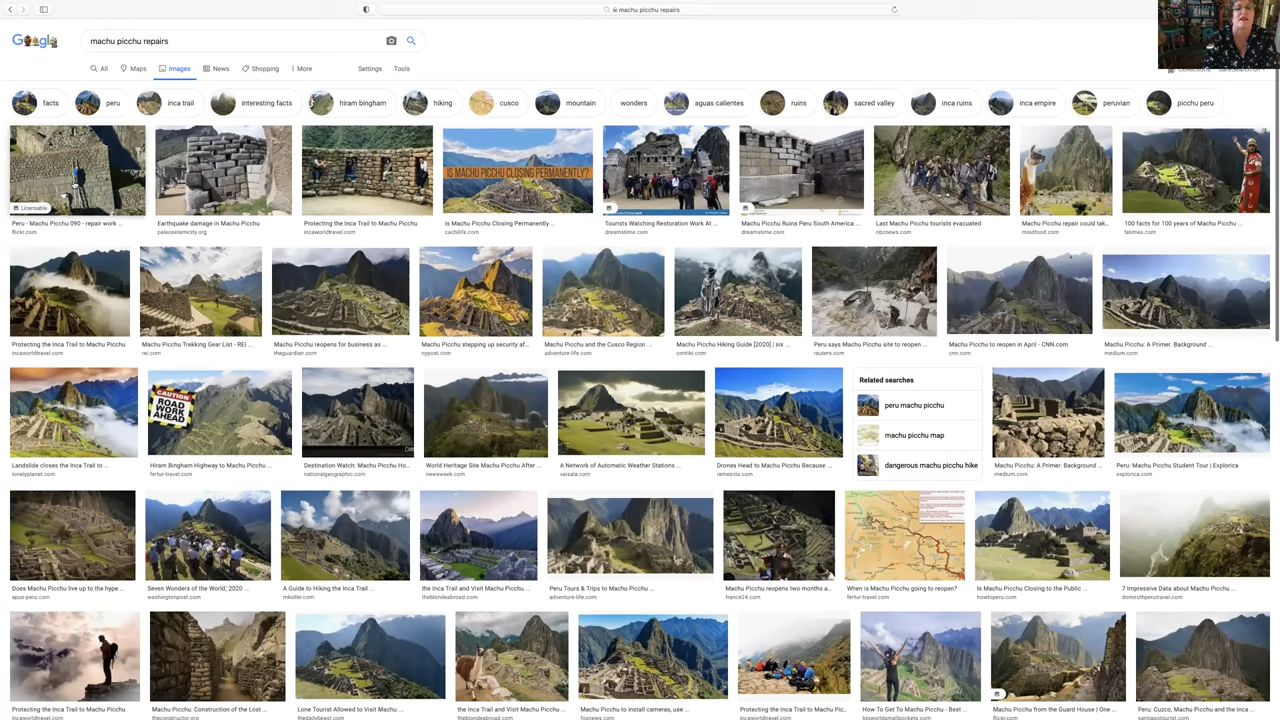 machu picchu repairs
Google
machu picchu repairs
All
Maps
Images
News
Shopping
More
Settings
Tools
Collections
SafeSearch on
facts
peru
inca trail
interesting facts
hiram bingham
hiking
cusco
mountain
wonders
aguas calientes
ruins
sacred valley
inca ruins
inca empire
peruvian
picchu peru
Licensable
IS MACHU PICCHU CLOSING PERMANENTLY?
Peru - Machu Picchu 090 - repair work ...
flickr.com
Earthquake damage in Machu Picchu
paleoseismicity.org
Protecting the Inca Trail to Machu Picchu
incaworldtravel.com
Is Machu Picchu Closing Permanently ...
cachilife.com
Tourists Watching Restoration Work At ...
dreamstime.com
Machu Picchu Ruins Peru South America ...
dreamstime.com
Last Machu Picchu tourists evacuated
nbcnews.com
Machu Picchu repair could tak...
mindfood.com
100 facts for 100 years of Machu Picchu ...
latimes.com
Protecting the Inca Trail to Machu Picchu
incaworldtravel.com
Machu Picchu Trekking Gear List - REI ...
rei.com
Machu Picchu reopens for business as ...
theguardian.com
Machu Picchu stepping up security af...
nypost.com
Machu Picchu and the Cusco Region ...
adventure-life.com
Machu Picchu Hiking Guide [2020] | six ...
contiki.com
Peru says Machu Picchu site to reopen ...
reuters.com
Machu Picchu to reopen in April - CNN.com
cnn.com
Machu Picchu: A Primer. Background ...
medium.com
CAUTION
ROAD
WORK
AHEAD
Related searches
peru machu picchu
machu picchu map
dangerous machu picchu hike
Landslide closes the Inca Trail to ...
lonelyplanet.com
Hiram Bingham Highway to Machu Picchu ...
fertur-travel.com
Destination Watch: Machu Picchu Ho...
nationalgeographic.com
World Heritage Site Machu Picchu After ...
newsweek.com
A Network of Automatic Weather Stations ...
vaisala.com
Drones Head to Machu Picchu Because ...
fertur-travel.com
Machu Picchu: A Primer. Background ...
medium.com
Peru: Machu Picchu Student Tour | Explorica
explorica.com
Does Machu Picchu live up to the hype ...
apus-peru.com
Seven Wonders of the World,' 2020 ...
washingtonpost.com
A Guide to Hiking the Inca Trail ...
mkoller.com
the Inca Trail and Visit Machu Picchu
theblondeabroad.com
Peru Tours & Trips to Machu Picchu ...
adventure-life.com
Machu Picchu reopens two months a...
france24.com
When is Machu Picchu going to reopen?
fertur-travel.com
Is Machu Picchu Closing to the Public ...
howtoperu.com
7 Impressive Data about Machu Picchu ...
domiruthperutravel.com
Protecting the Inca Trail to Machu Picchu
incaworldtravel.com
Machu Picchu: Construction of the Lost ...
theconstructor.org
Lone Tourist Allowed to Visit Machu ...
thedailybeast.com
the Inca Trail and Visit Machu Picchu
theblondeabroad.com
Machu Picchu to install cameras, use ...
foxnews.com
Protecting the Inca Trail to Machu Pic...
incaworldtravel.com
How To Get To Machu Picchu - Best ...
bigworldsmallpockets.com
Machu Picchu from the Guard House | One ...
flickr.com
Peru: Cuzco, Machu Picchu and the Inca ...
santiagotourist.com